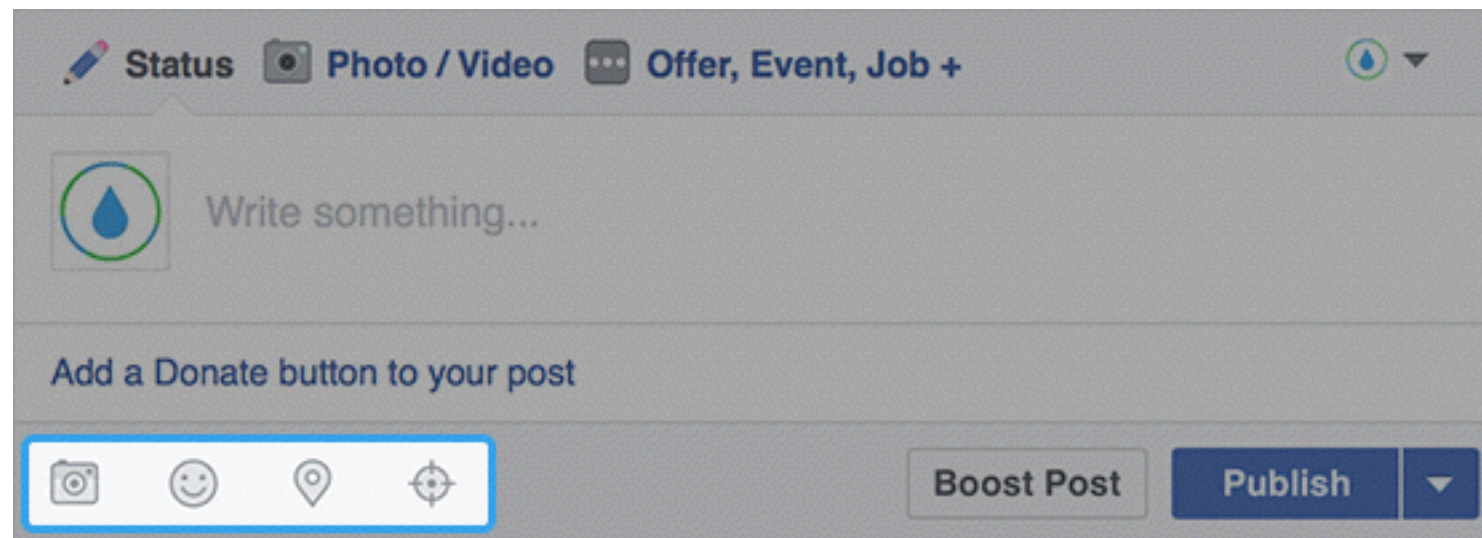 Status Photo / Video Offer, Event, Job +
Write something...
Add a Donate button to your post
Boost Post Publish